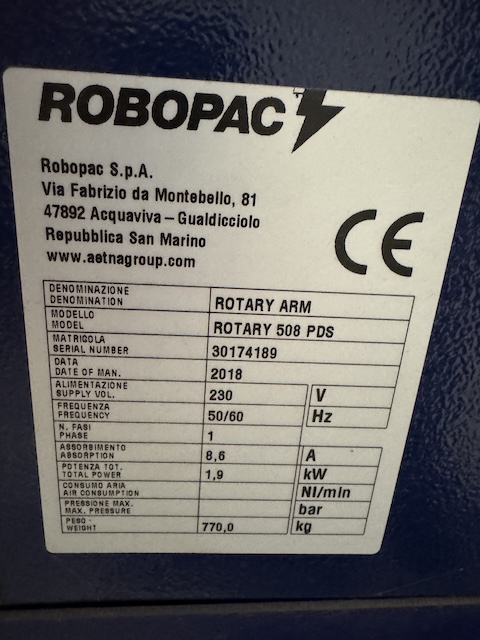 ROBOPAC
Robopac S.p.A.
Via Fabrizio da Montebello, 81
47892 Acquaviva – Gualdicciolo
Repubblica San Marino
www.aetnagroup.com
CE
DENOMINAZIONE
DENOMINATION ROTARY ARM
MODELLO
MODEL ROTARY 508 PDS
MATRICOLA
SERIAL NUMBER 30174189
DATA
DATE OF MAN. 2018
ALIMENTAZIONE
SUPPLY VOL. 230 V
FREQUENZA
FREQUENCY 50/60 Hz
N. FASI
PHASE 1
ASSORBIMENTO
ABSORPTION 8,6 A
POTENZA TOT.
TOTAL POWER 1,9 kW
CONSUMO ARIA
AIR CONSUMPTION Nl/min
PRESSIONE MAX.
MAX. PRESSURE bar
PESO
WEIGHT 770,0 kg